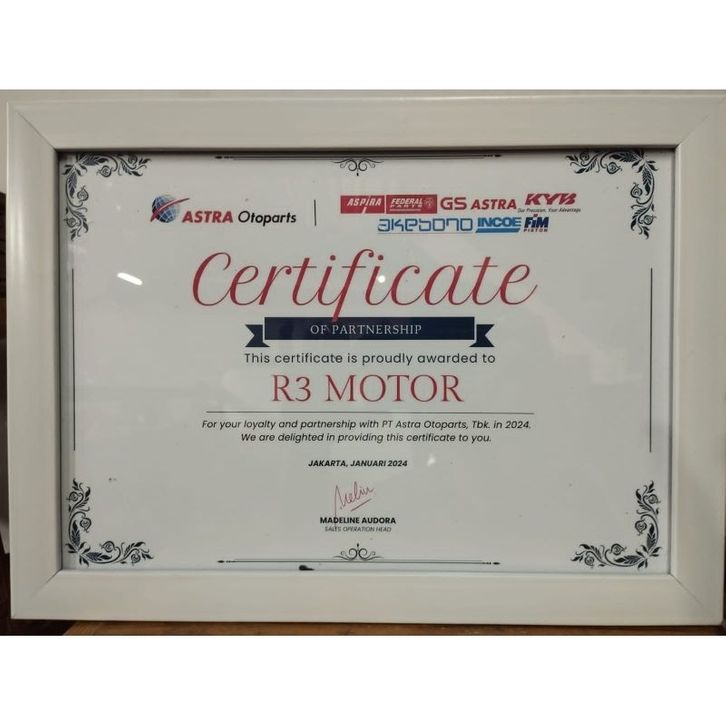 ASTRA Otoparts
ASPIRA FEDERAL PARTS GS ASTRA KYB
Our Precision, Your Advantage
akebono INCOE FIM PISTON
Certificate
OF PARTNERSHIP
This certificate is proudly awarded to
R3 MOTOR
For your loyalty and partnership with PT Astra Otoparts, Tbk. in 2024.
We are delighted in providing this certificate to you.
JAKARTA, JANUARI 2024
MADELINE AUDORA
SALES OPERATION HEAD